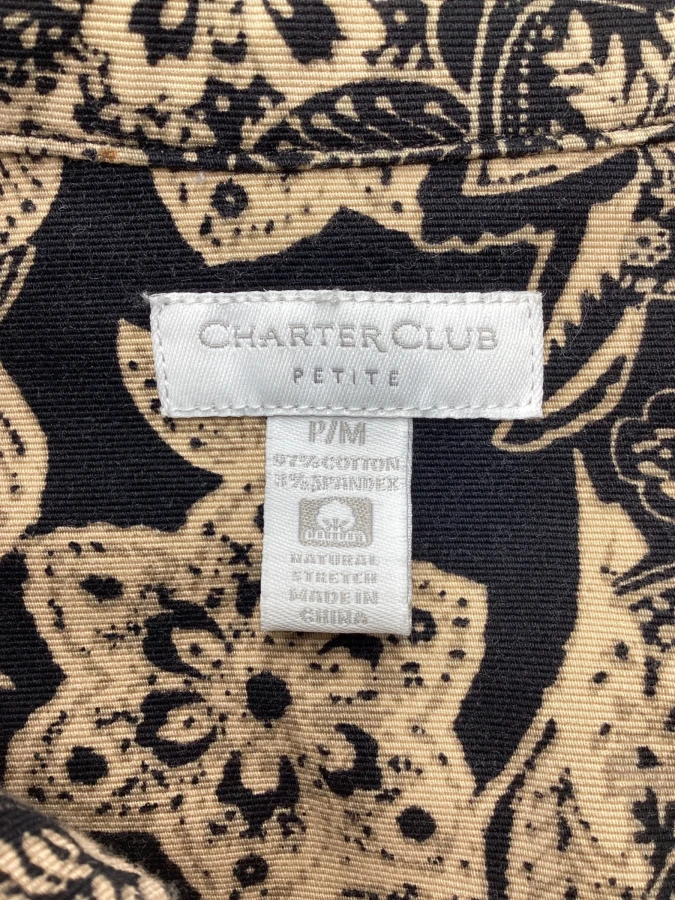 CHARTER CLUB
PETITE
P/M
97% COTTON
3% SPANDEX
NATURAL
STRETCH
MADE IN
CHINA